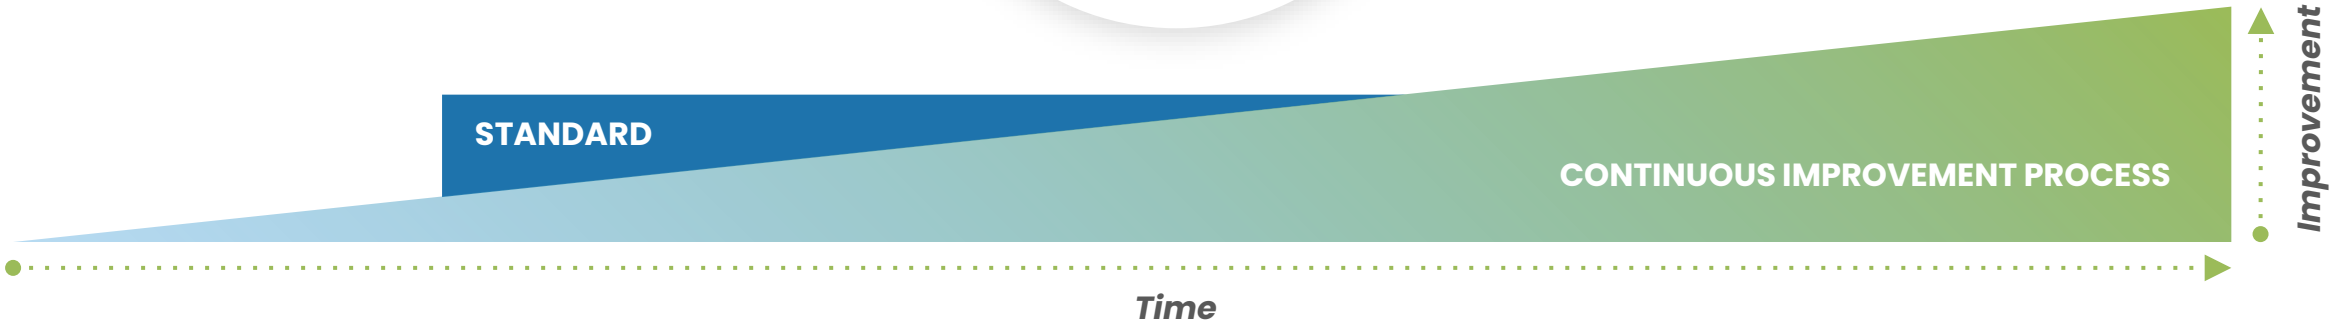 STANDARD
CONTINUOUS IMPROVEMENT PROCESS
Improvement
Time